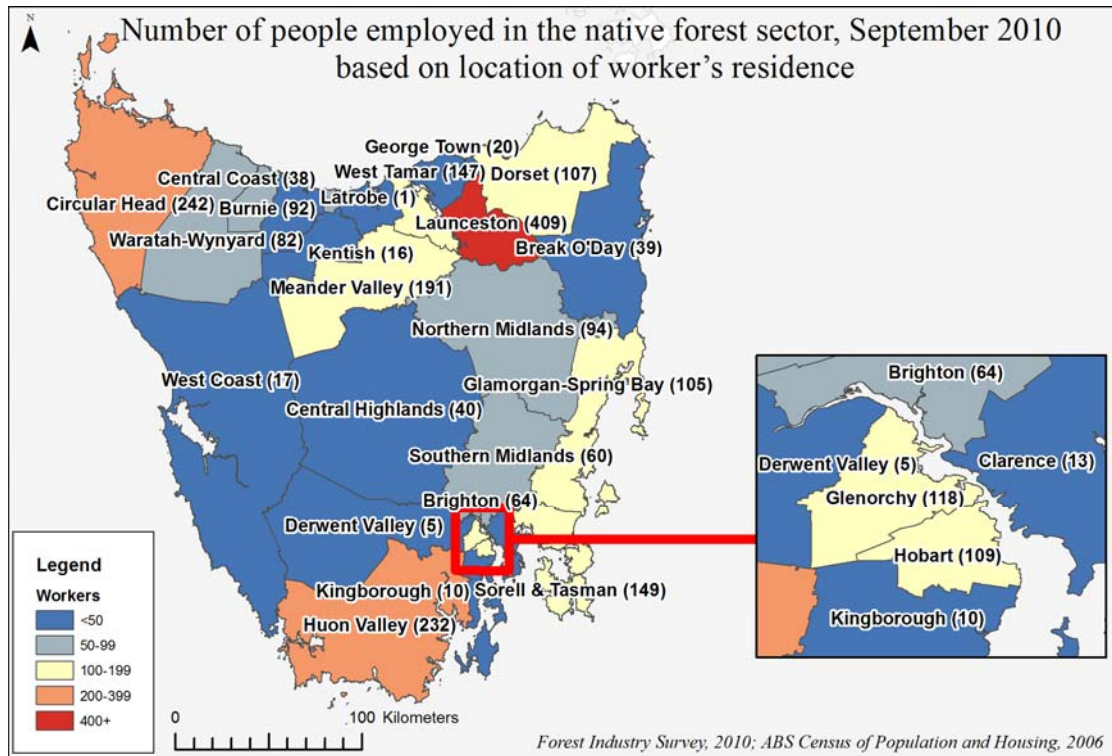 Number of people employed in the native forest sector, September 2010
based on location of worker's residence
George Town (20)
West Tamar (147)
Dorset (107)
Central Coast (38)
Latrobe (1)
Circular Head (242)
Burnie (92)
Launceston (409)
Waratah-Wynyard (82)
Kentish (16)
Break O'Day (39)
Meander Valley (191)
Northern Midlands (94)
West Coast (17)
Glamorgan-Spring Bay (105)
Central Highlands (40)
Southern Midlands (60)
Brighton (64)
Derwent Valley (5)
Kingborough (10)
Sorell & Tasman (149)
Huon Valley (232)
Brighton (64)
Derwent Valley (5)
Clarence (13)
Glenorchy (118)
Hobart (109)
Kingborough (10)
Legend
Workers
<50
50-99
100-199
200-399
400+
0 100 Kilometers
N
Forest Industry Survey, 2010; ABS Census of Population and Housing, 2006